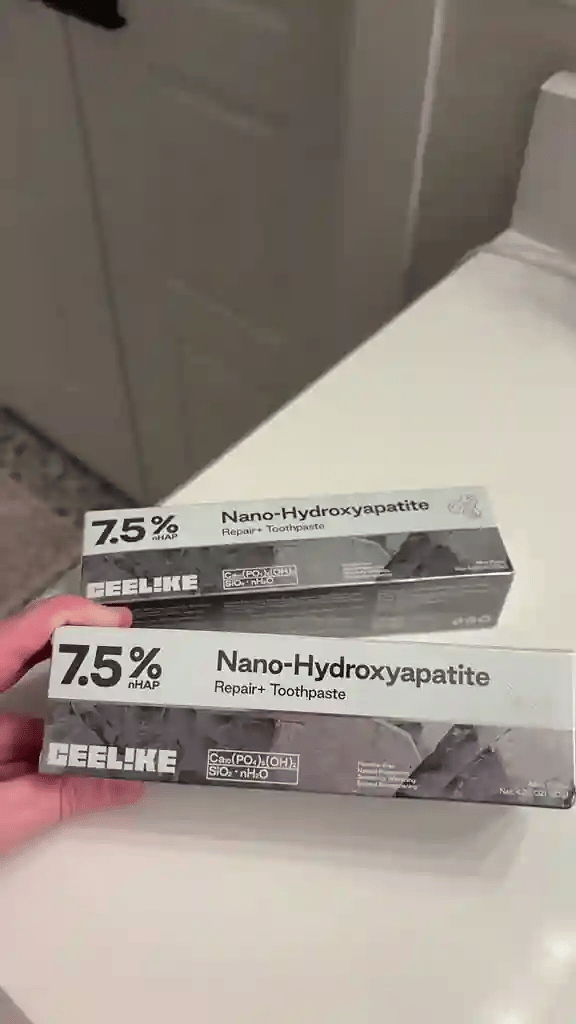 7.5%
nHAP
Nano-Hydroxyapatite
Repair+ Toothpaste
CEEL!KE
Ca₁₀(PO₄)₆(OH)₂
SiO₂・nH₂O
7.5%
nHAP
Nano-Hydroxyapatite
Repair+ Toothpaste
CEEL!KE
Ca₁₀(PO₄)₆(OH)₂
SiO₂・nH₂O